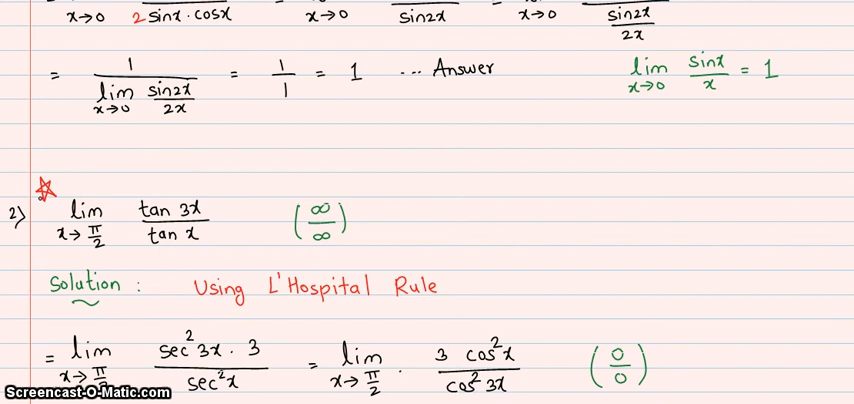 x→0 2 sinx · cosx x→0 sin2x x→0 sin2x
2x
= 1 / lim x→0 sin2x/2x = 1/1 = 1 ... Answer lim x→0 sinx/x = 1
2) lim x→π/2 tan 3x / tan x (∞/∞)
Solution : Using L'Hospital Rule
= lim x→π/2 sec²3x · 3 / sec²x = lim x→π/2 · 3 cos²x / cos²3x (0/0)
Screencast-O-Matic.com